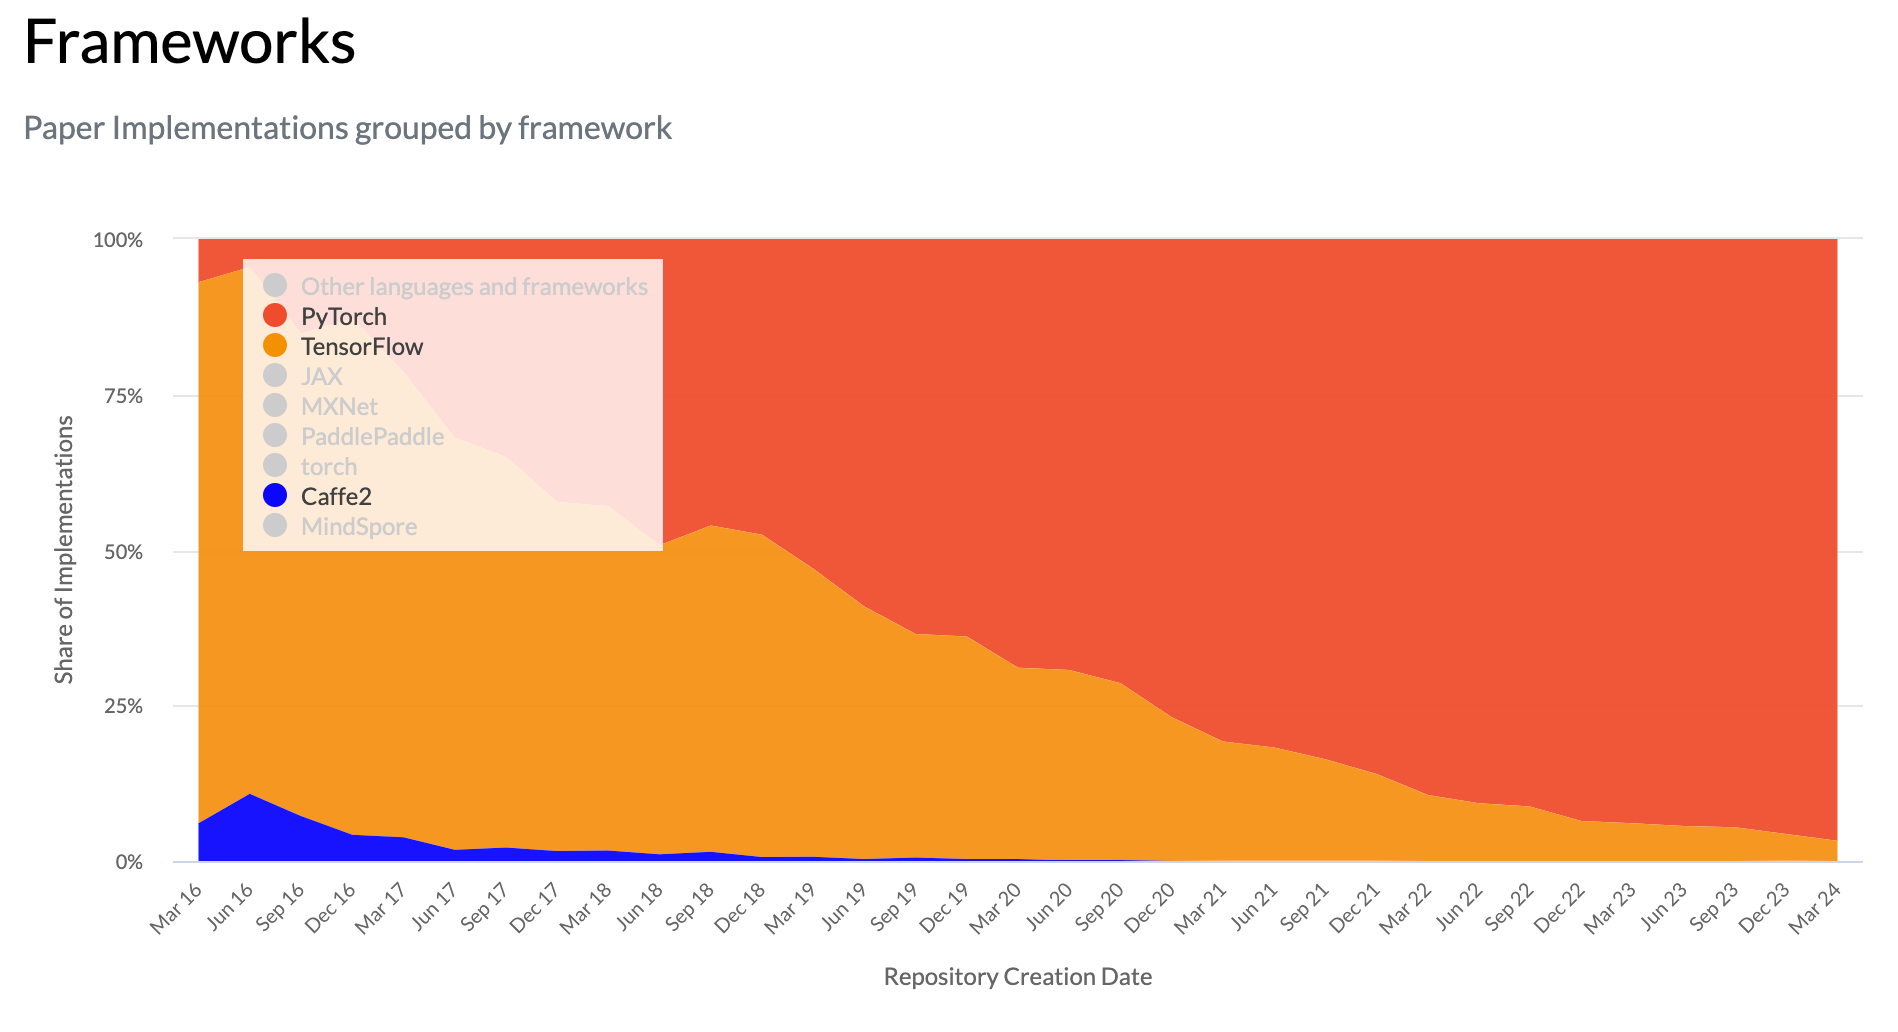 Frameworks
Paper Implementations grouped by framework
100%
75%
50%
25%
0%
Share of Implementations
Other languages and frameworks
PyTorch
TensorFlow
JAX
MXNet
PaddlePaddle
torch
Caffe2
MindSpore
Mar 16
Jun 16
Sep 16
Dec 16
Mar 17
Jun 17
Sep 17
Dec 17
Mar 18
Jun 18
Sep 18
Dec 18
Mar 19
Jun 19
Sep 19
Dec 19
Mar 20
Jun 20
Sep 20
Dec 20
Mar 21
Jun 21
Sep 21
Dec 21
Mar 22
Jun 22
Sep 22
Dec 22
Mar 23
Jun 23
Sep 23
Dec 23
Mar 24
Repository Creation Date